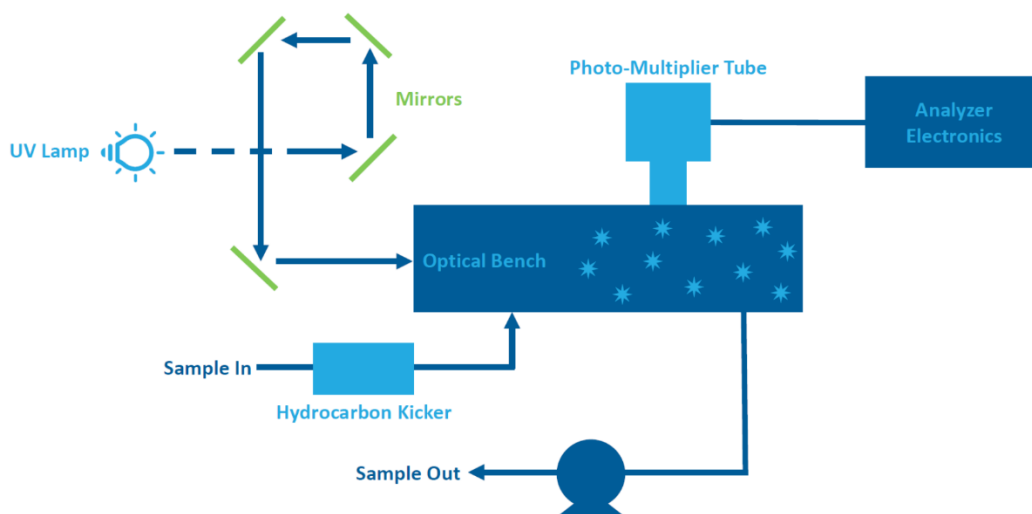 Photo-Multiplier Tube
Mirrors
Analyzer
Electronics
UV Lamp
Optical Bench
Sample In
Hydrocarbon Kicker
Sample Out